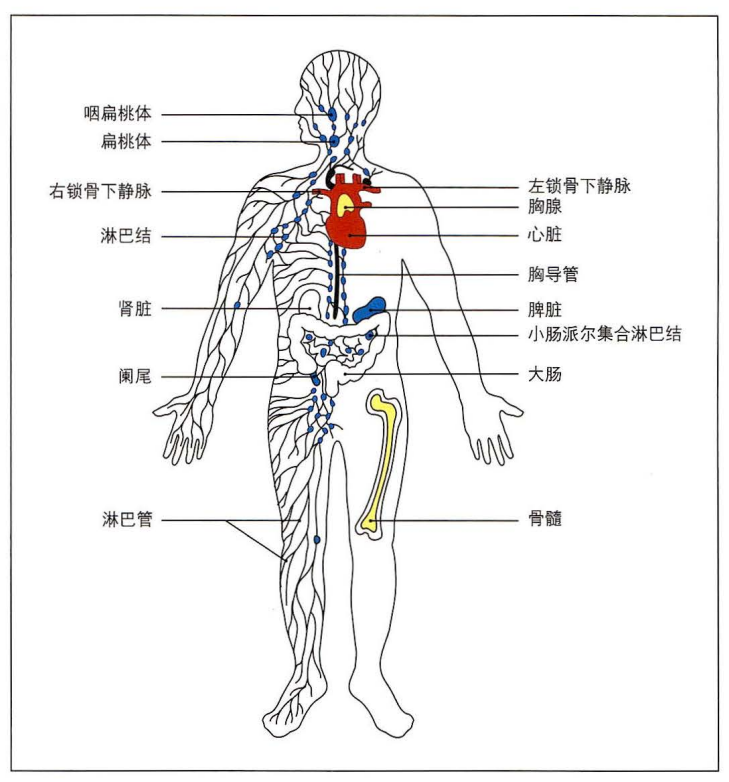 咽扁桃体
扁桃体
右锁骨下静脉
淋巴结
肾脏
阑尾
淋巴管
左锁骨下静脉
胸腺
心脏
胸导管
脾脏
小肠派尔集合淋巴结
大肠
骨髓